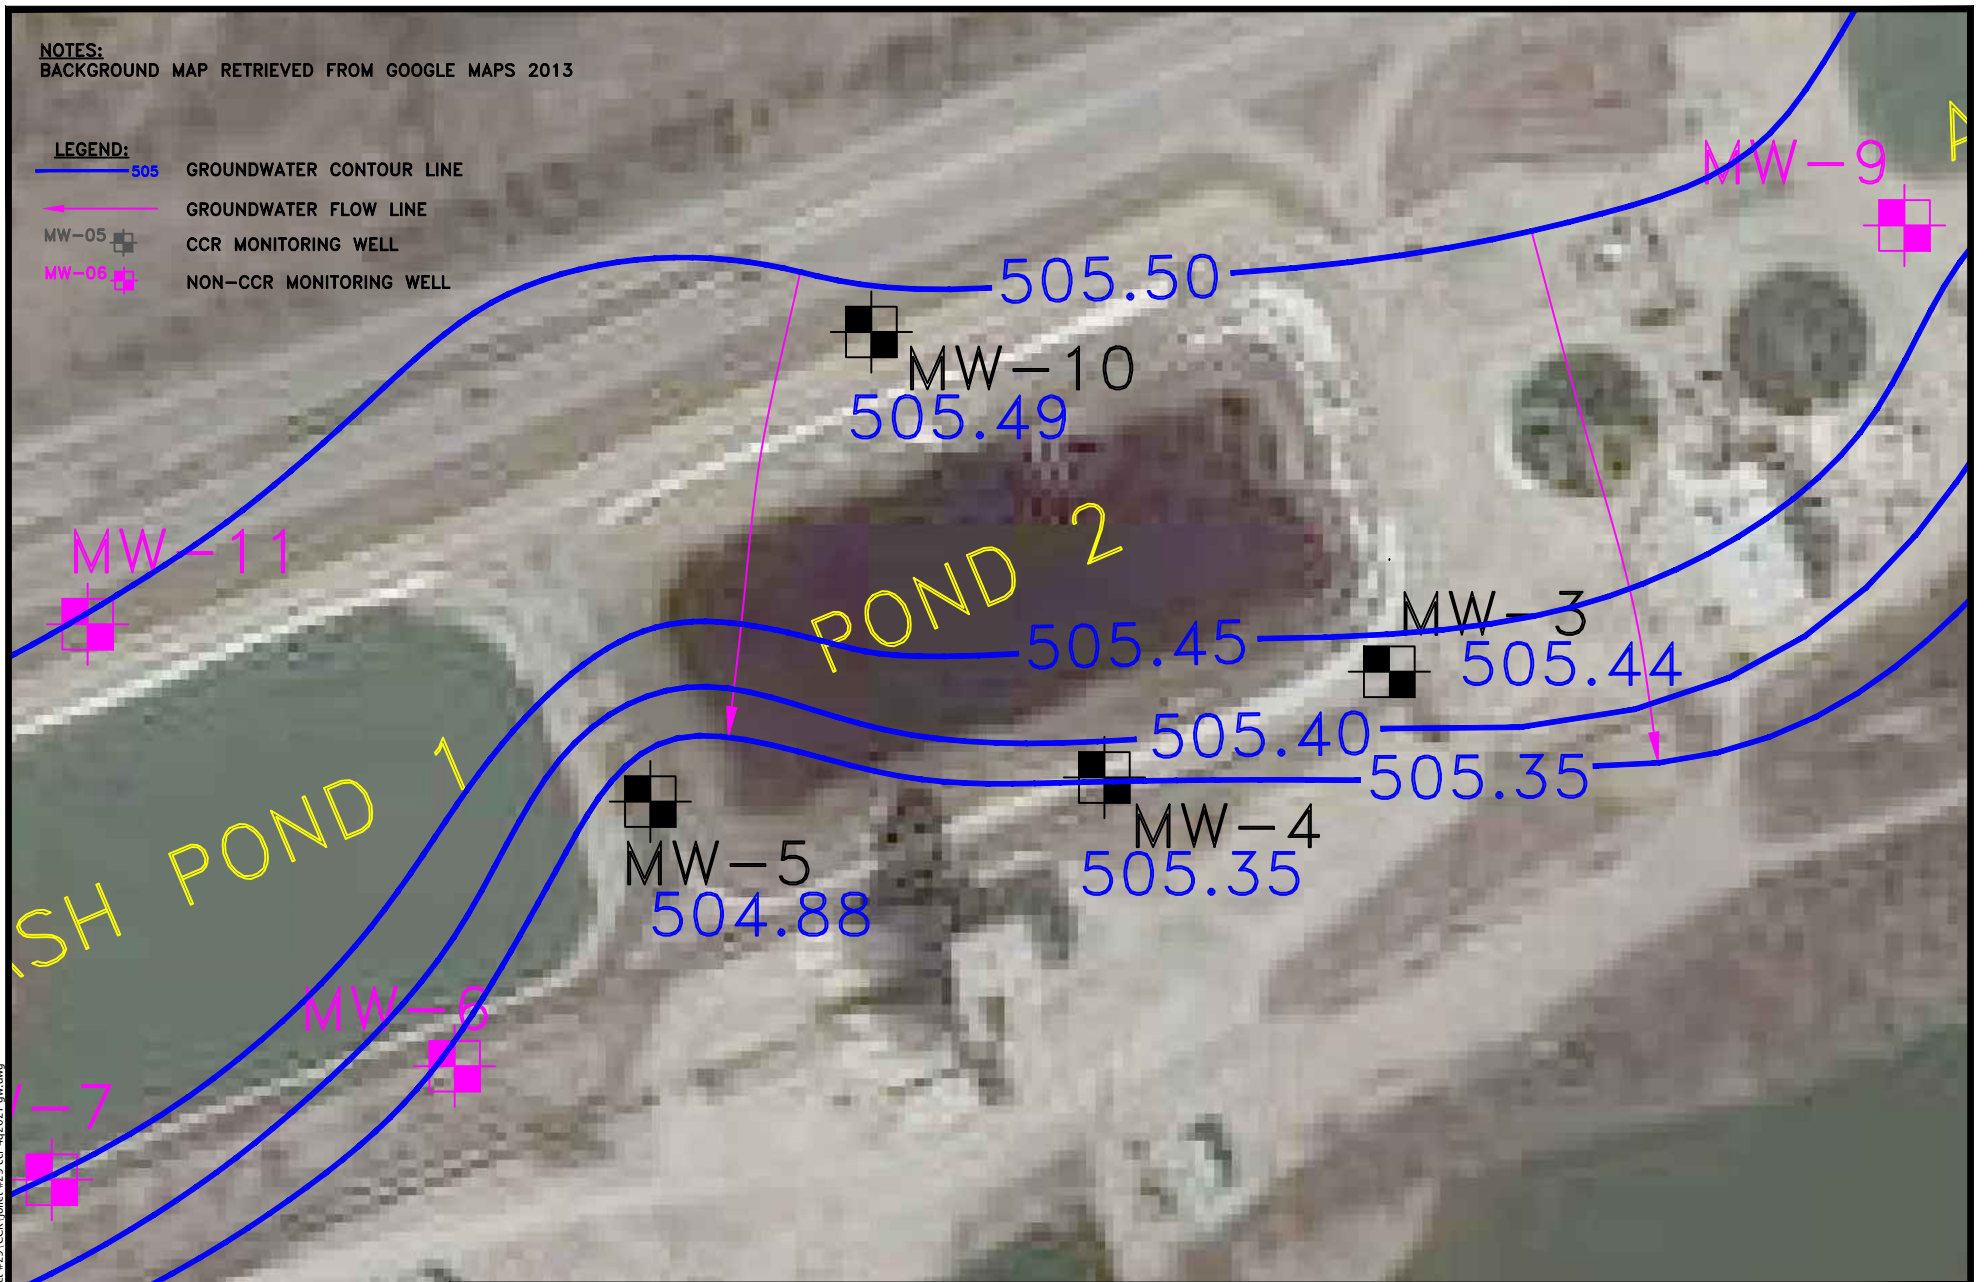 NOTES:
BACKGROUND MAP RETRIEVED FROM GOOGLE MAPS 2013
LEGEND:
505 GROUNDWATER CONTOUR LINE
GROUNDWATER FLOW LINE
MW-05 CCR MONITORING WELL
MW-06 NON-CCR MONITORING WELL
A
MW-9
505.50
MW-10
505.49
MW-11
POND 2
MW-3
505.45
505.44
505.40
505.35
POND 1
MW-4
505.35
MW-5
504.88
SH
MW-6
-7